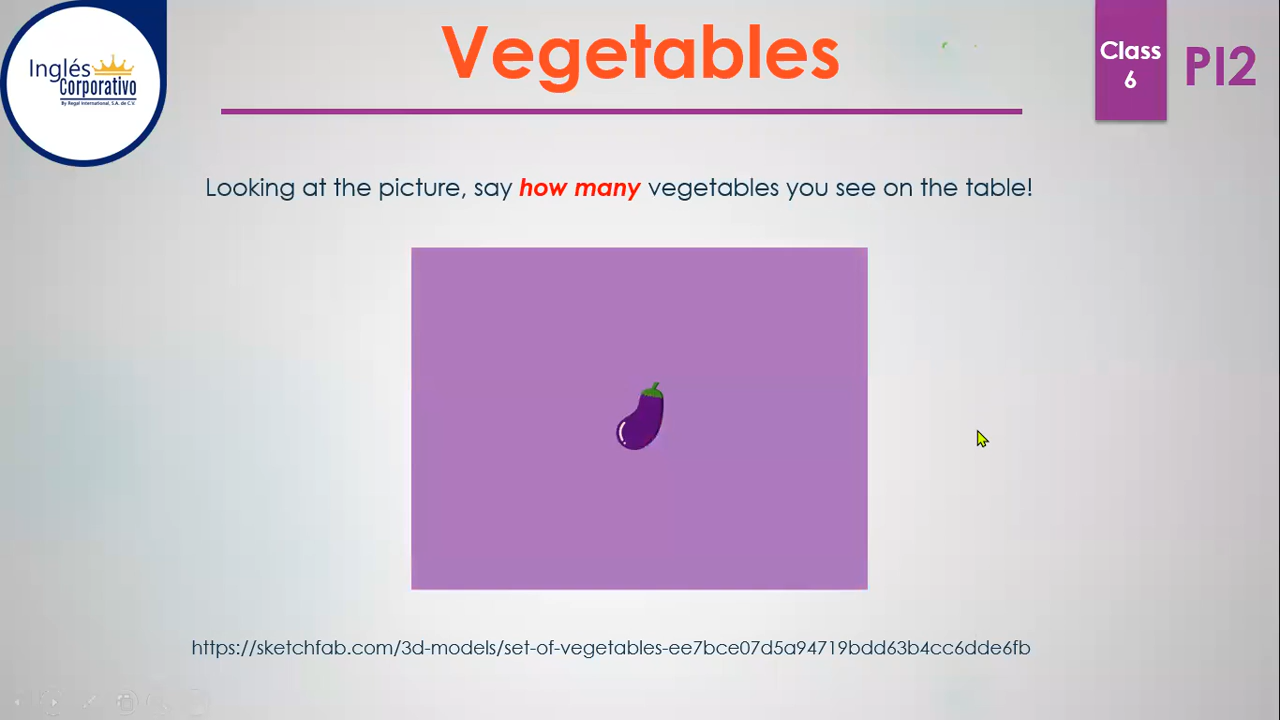 Inglés
Corporativo
By Regal International, S.A. de C.V.
Vegetables
Class
6
PI2
Looking at the picture, say how many vegetables you see on the table!
https://sketchfab.com/3d-models/set-of-vegetables-ee7bce07d5a94719bdd63b4cc6dde6fb